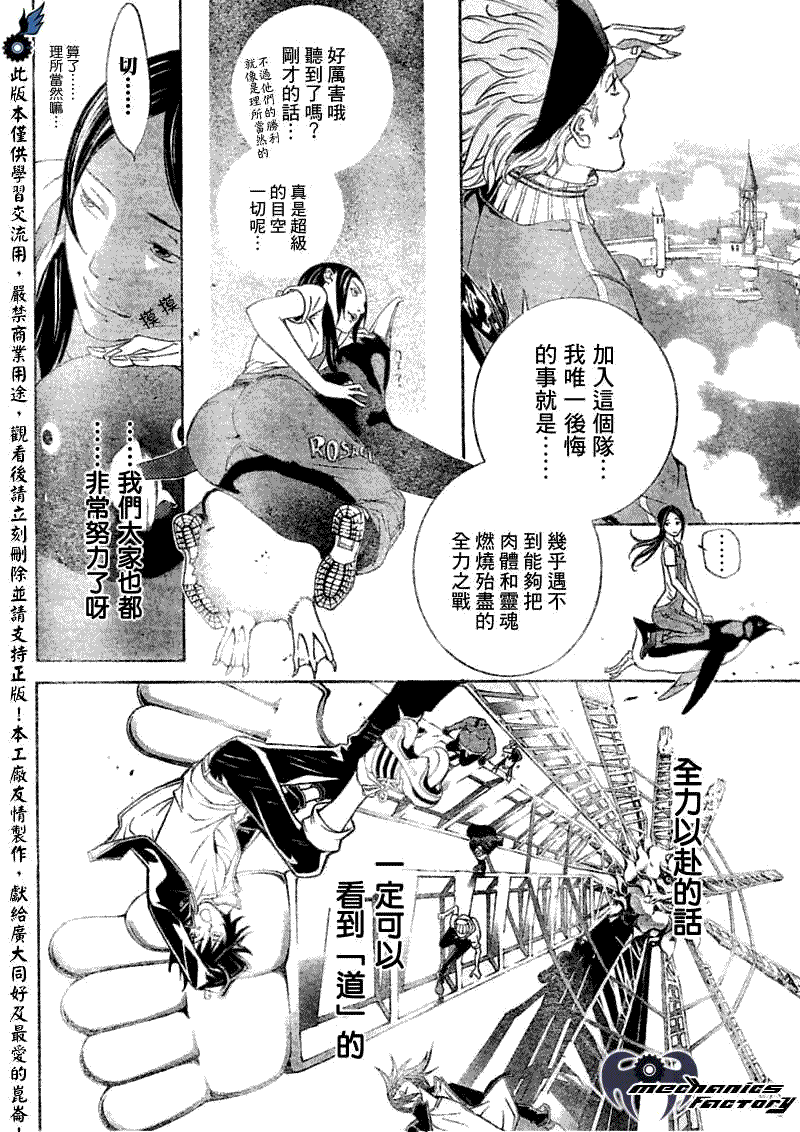 加入這個隊…
我唯一後悔
的事就是……
幾乎遇不
到能夠把
肉體和靈魂
燃燒殆盡的
全力之戰
…
好厲害哦
聽到了嗎?
剛才的話…
不過他們的勝利
就像是理所當然的
真是超級
的目空
一切呢…
ROSA
切……
算了……
理所當然嘛…
摸摸
……我們大家也都
……非常努力了呀
全力以赴的話
一定可以
看到「道」的
此版本僅供學習交流用，嚴禁商業用途，觀看後請立刻刪除並請支持正版！本工廠友情製作，獻給廣大同好及最愛的崑崙！
mechanics
Factory